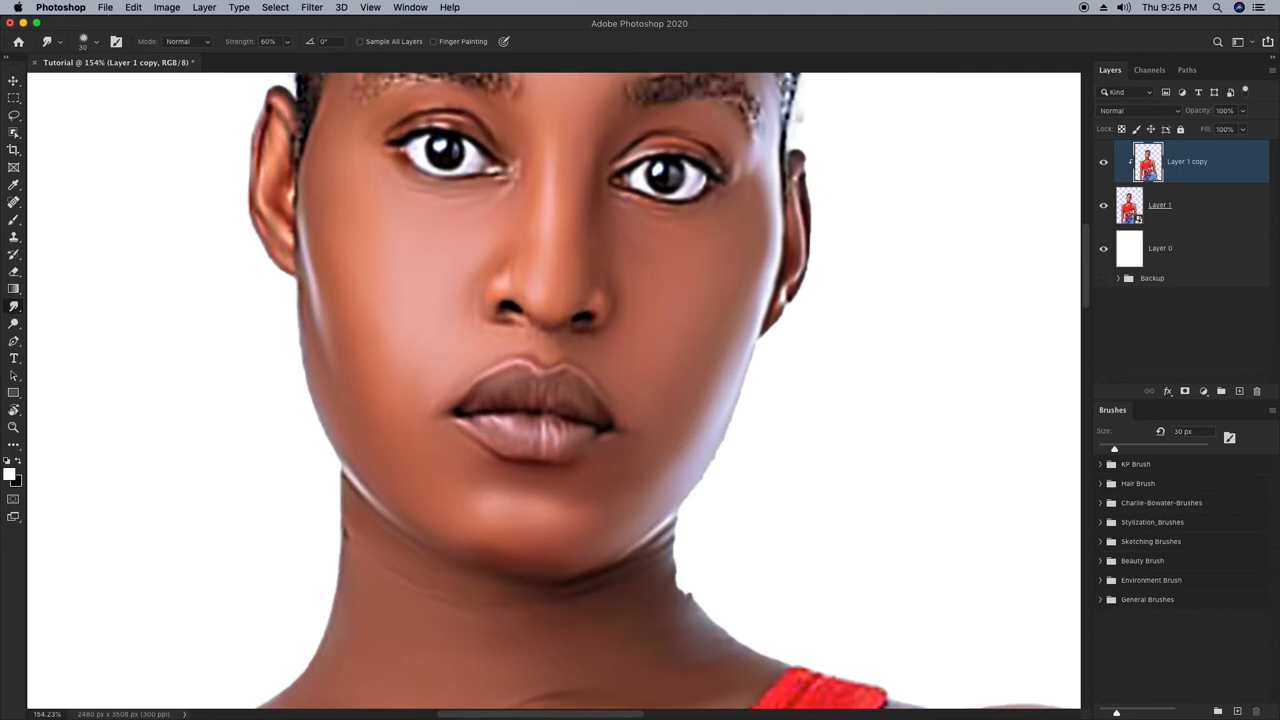 Photoshop File Edit Image Layer Type Select Filter 3D View Window Help Thu 9:25 PM
Adobe Photoshop 2020
30 Mode: Normal Strength: 60% 0° Sample All Layers Finger Painting
Tutorial @ 154% (Layer 1 copy, RGB/8) *
Layers Channels Paths
Kind
Normal Opacity: 100%
Lock: Fill: 100%
Layer 1 copy
Layer 1
Layer 0
Backup
Brushes
Size: 30 px
KP Brush
Hair Brush
Charlie-Bowater-Brushes
Stylization_Brushes
Sketching Brushes
Beauty Brush
Environment Brush
General Brushes
154.23% 2480 px x 3508 px (300 ppi)